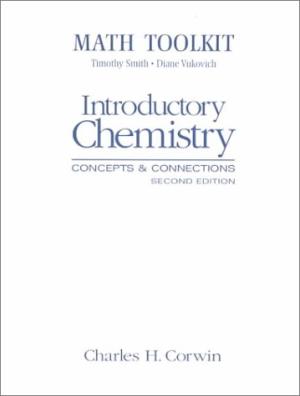 MATH TOOLKIT
Timothy Smith • Diane Vukovich
Introductory
Chemistry
CONCEPTS & CONNECTIONS
SECOND EDITION
Charles H. Corwin